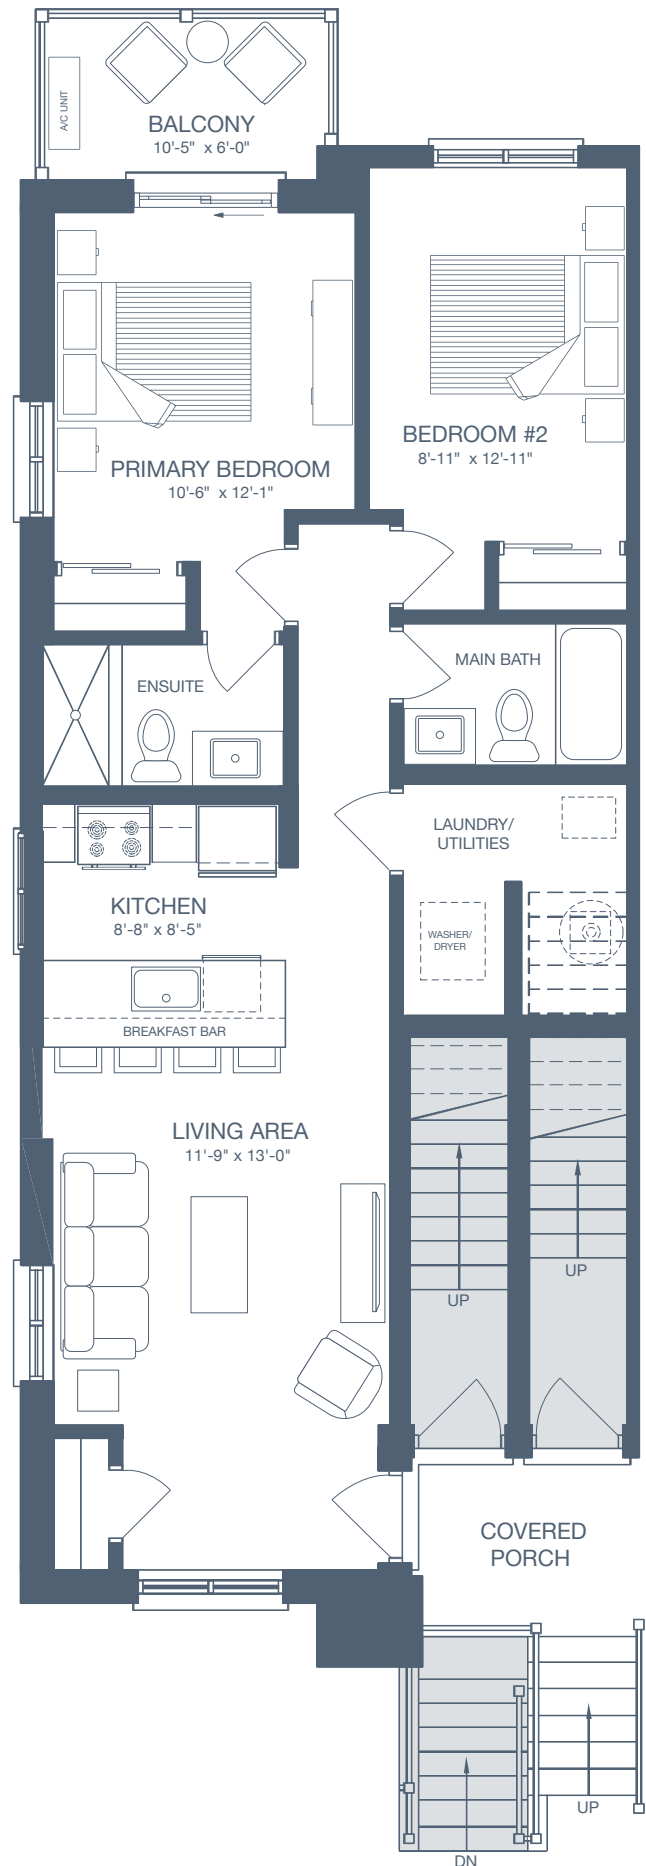 A/C UNIT
BALCONY
10'-5" x 6'-0"
BEDROOM #2
8'-11" x 12'-11"
PRIMARY BEDROOM
10'-6" x 12'-1"
MAIN BATH
ENSUITE
LAUNDRY/
UTILITIES
KITCHEN
8'-8" x 8'-5"
WASHER/
DRYER
BREAKFAST BAR
LIVING AREA
11'-9" x 13'-0"
UP
UP
COVERED
PORCH
UP
DN